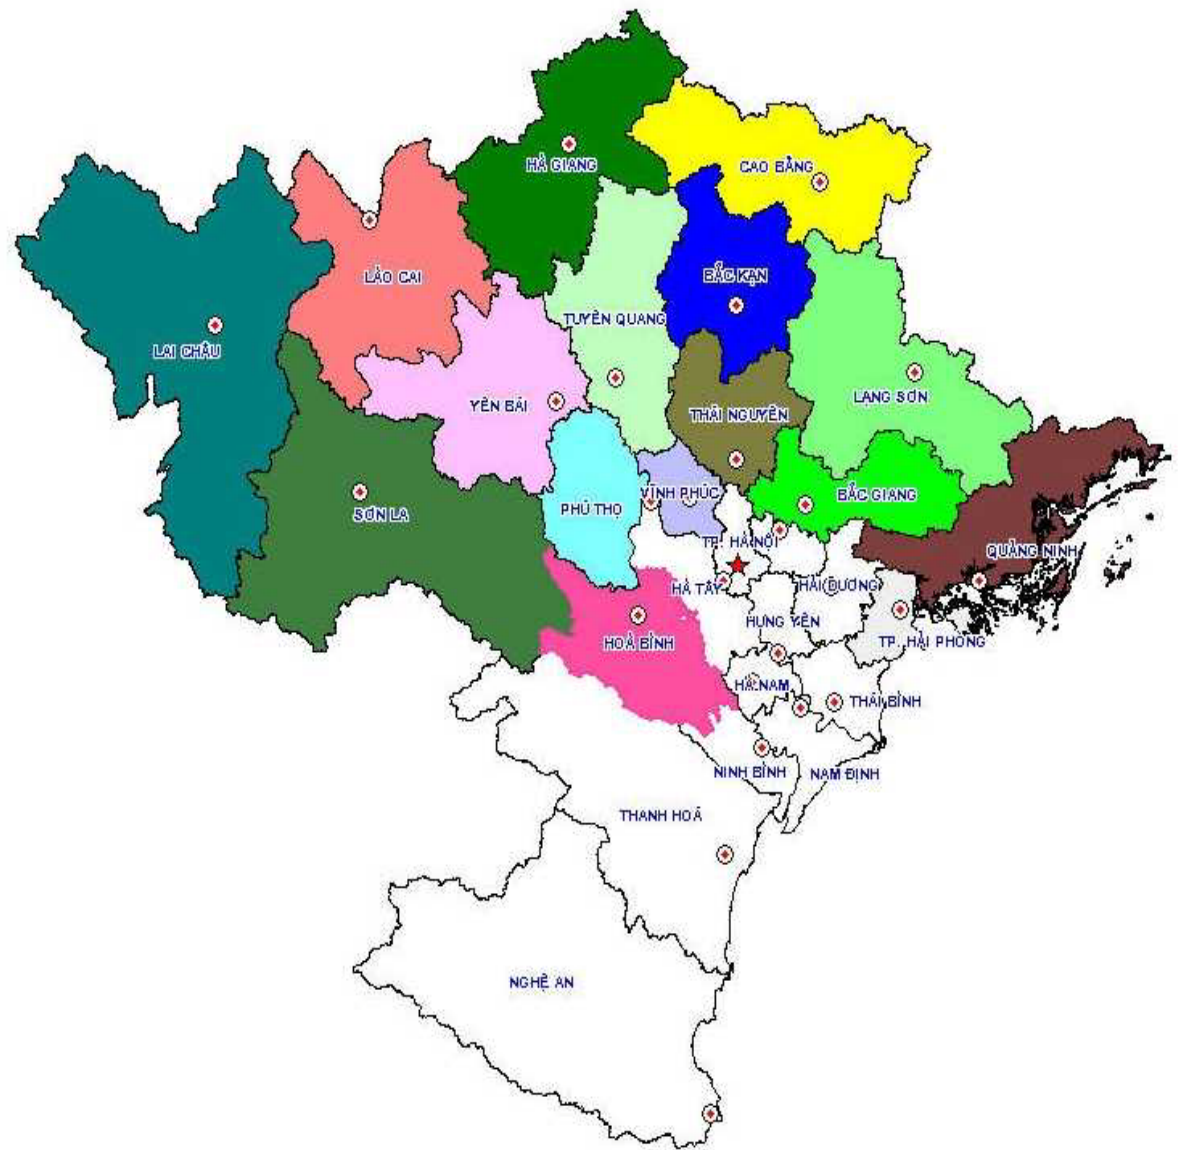 HÀ GIANG
CAO BẰNG
LÀO CAI
BẮC KẠN
TUYÊN QUANG
LAI CHÂU
YÊN BÁI
THÁI NGUYÊN
LẠNG SƠN
SƠN LA
PHÚ THỌ
VĨNH PHÚC
BẮC GIANG
TP. HÀ NỘI
QUẢNG NINH
HÀ TÂY
HẢI DƯƠNG
HƯNG YÊN
HOÀ BÌNH
TP. HẢI PHÒNG
HÀ NAM
THÁI BÌNH
NINH BÌNH
NAM ĐỊNH
THANH HOÁ
NGHỆ AN